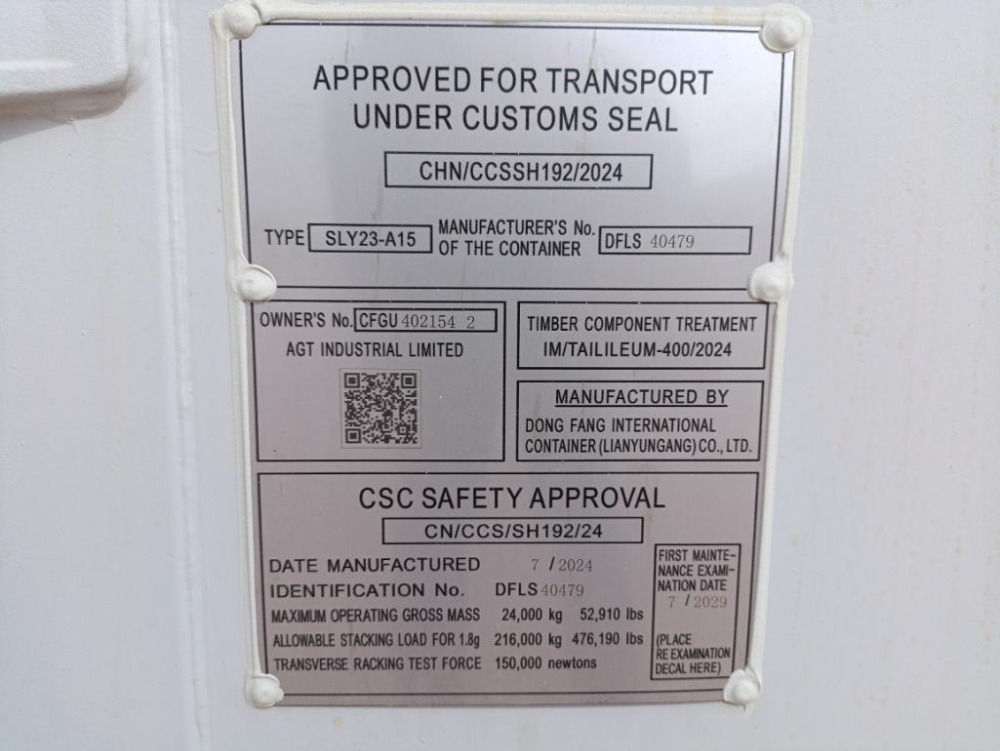 APPROVED FOR TRANSPORT
UNDER CUSTOMS SEAL
CHN/CCSSH192/2024
TYPE SLY23-A15 MANUFACTURER'S No. OF THE CONTAINER DFLS 40479
OWNER'S No. CFGU 402154 2
AGT INDUSTRIAL LIMITED
TIMBER COMPONENT TREATMENT
IM/TAILILEUM-400/2024
MANUFACTURED BY
DONG FANG INTERNATIONAL
CONTAINER (LIANYUNGANG) CO., LTD.
CSC SAFETY APPROVAL
CN/CCS/SH192/24
DATE MANUFACTURED 7 / 2024
IDENTIFICATION No. DFLS 40479
MAXIMUM OPERATING GROSS MASS 24,000 kg 52,910 lbs
ALLOWABLE STACKING LOAD FOR 1.8g 216,000 kg 476,190 lbs
TRANSVERSE RACKING TEST FORCE 150,000 newtons
FIRST MAINTE-
NANCE EXAMI-
NATION DATE
7 / 2029
(PLACE
RE EXAMINATION
DECAL HERE)